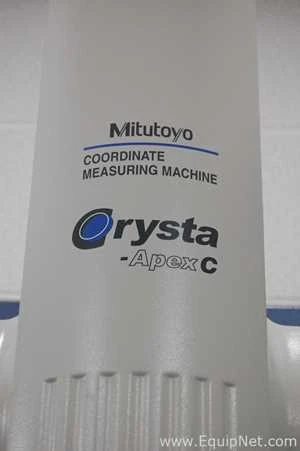 Mitutoyo
COORDINATE
MEASURING MACHINE
Crysta
-Apex C
www.EquipNet.com